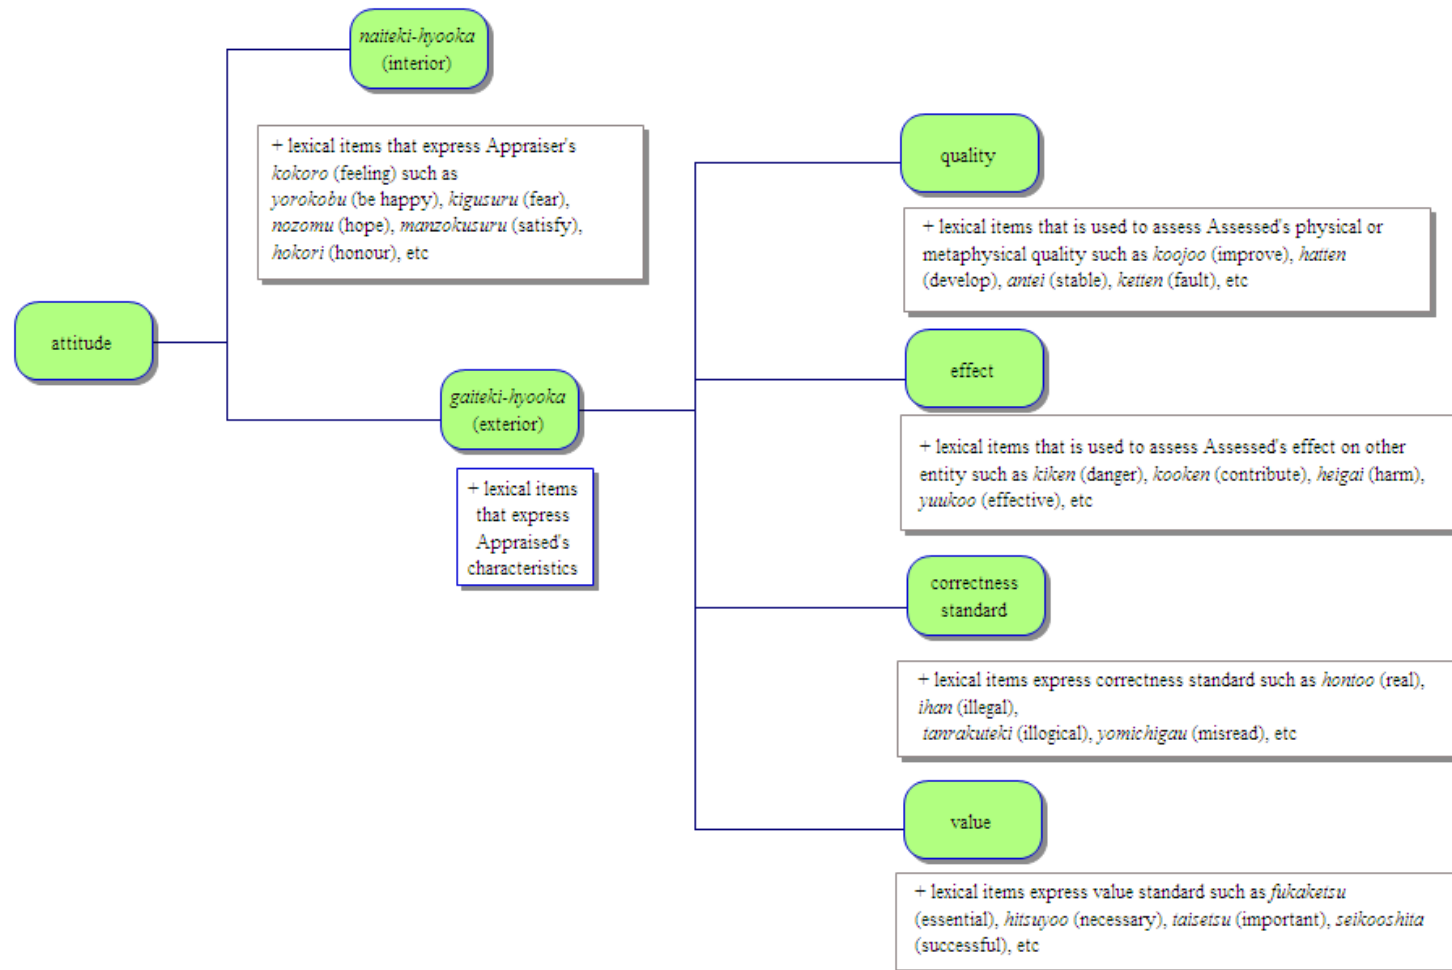 naiteki-hyooka
(interior)
+ lexical items that express Appraiser's
kokoro (feeling) such as
yorokobu (be happy), kigusuru (fear),
nozomu (hope), manzokusuru (satisfy),
hokori (honour), etc
attitude
gaiteki-hyooka
(exterior)
+ lexical items
that express
Appraised's
characteristics
quality
+ lexical items that is used to assess Assessed's physical or
metaphysical quality such as koojoo (improve), hatten
(develop), antei (stable), ketten (fault), etc
effect
+ lexical items that is used to assess Assessed's effect on other
entity such as kiken (danger), kooken (contribute), heigai (harm),
yuukoo (effective), etc
correctness
standard
+ lexical items express correctness standard such as hontoo (real),
ihan (illegal),
tanrakuteki (illogical), yomichigau (misread), etc
value
+ lexical items express value standard such as fukaketsu
(essential), hitsuyoo (necessary), taisetsu (important), seikooshita
(successful), etc